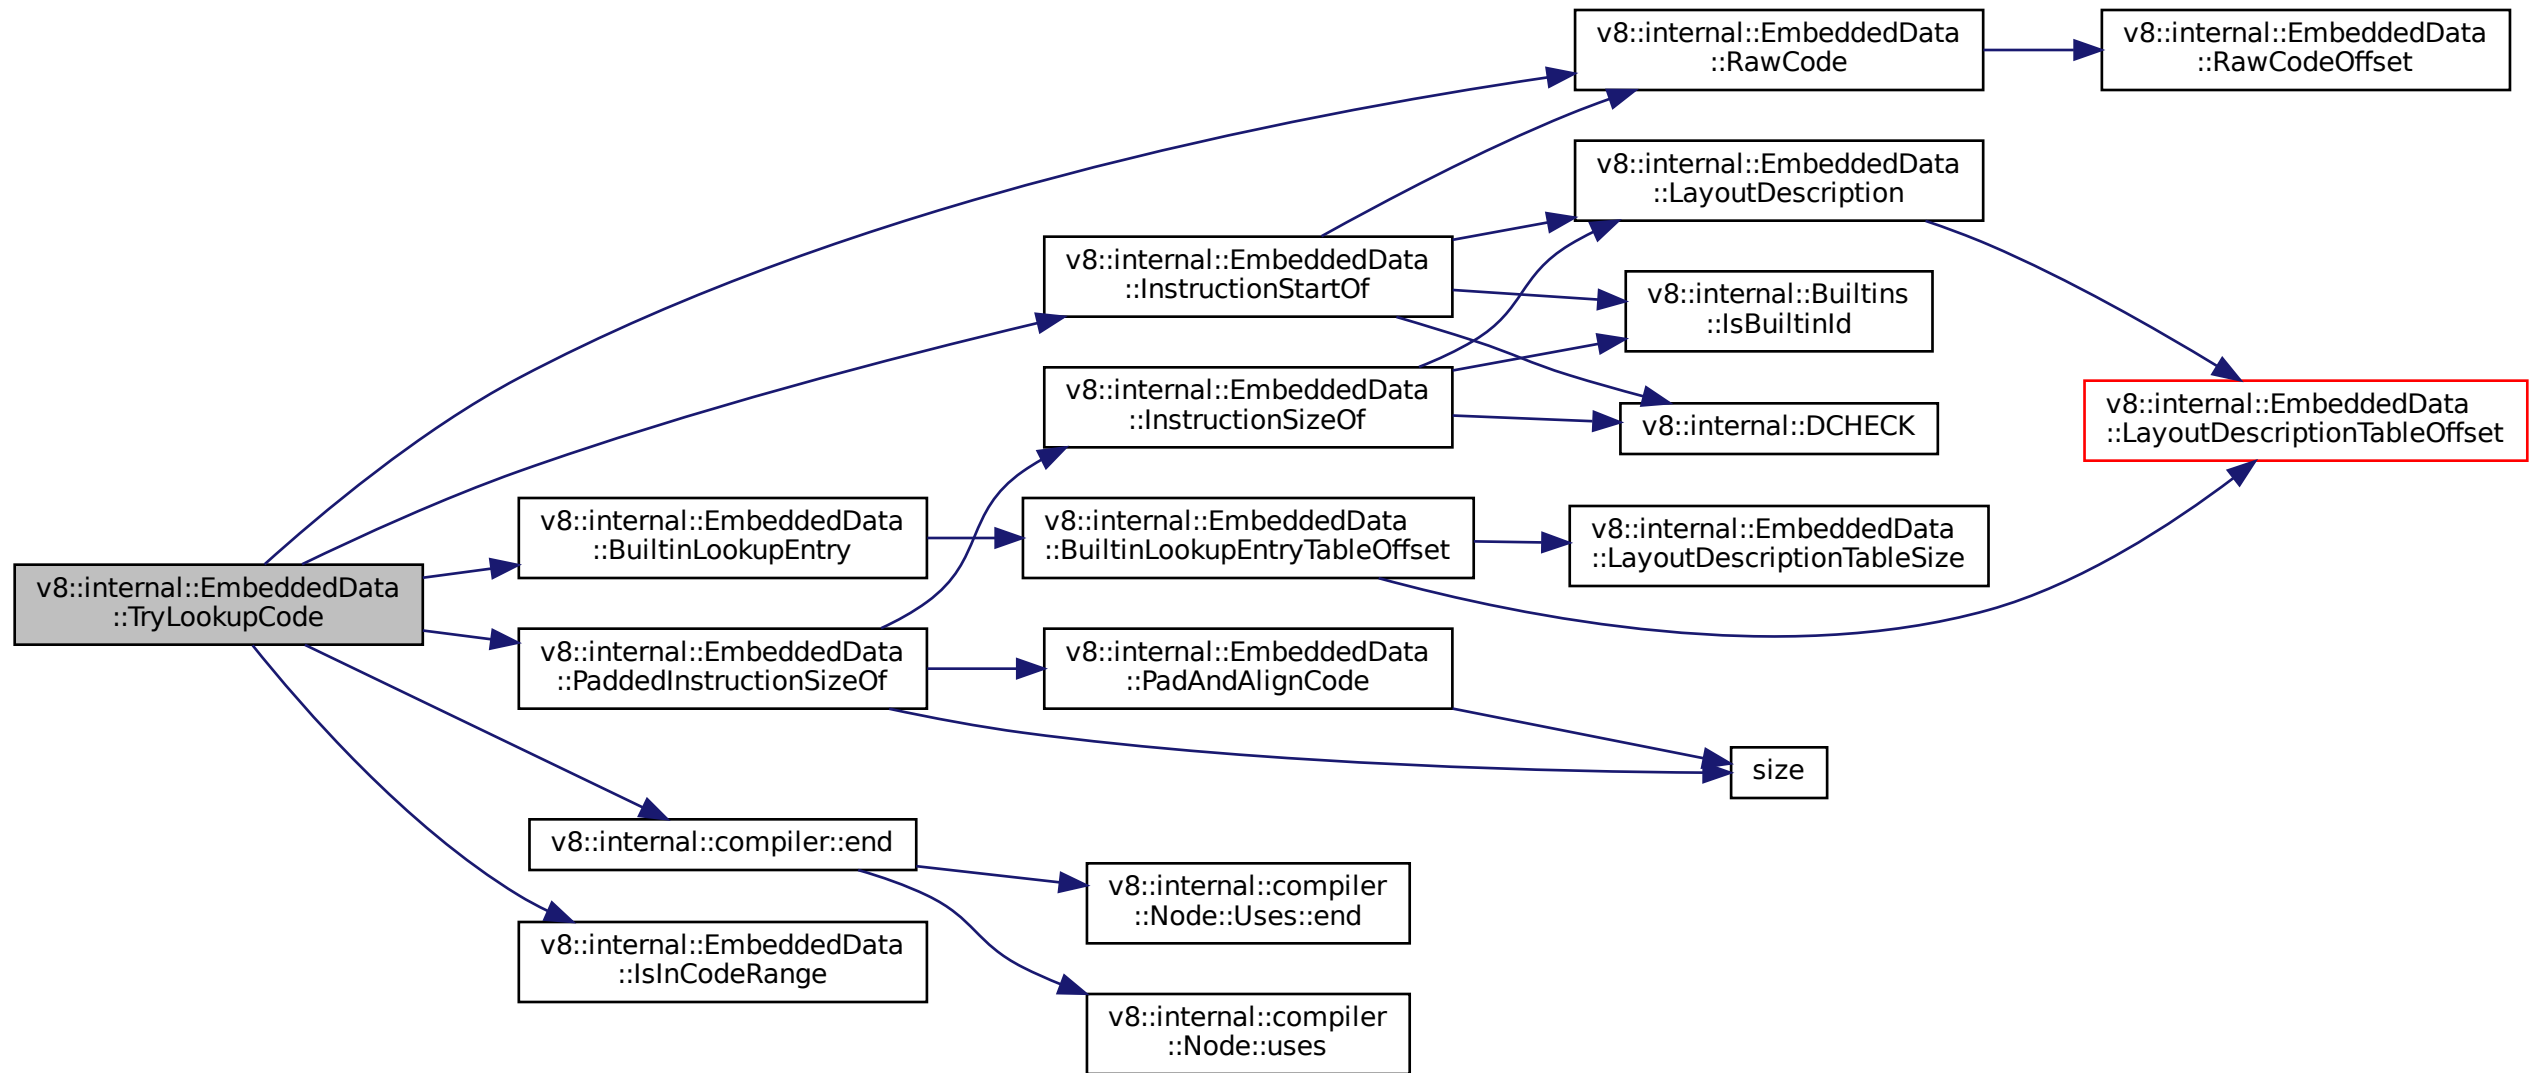 v8::internal::EmbeddedData
::TryLookupCode
v8::internal::EmbeddedData
::RawCode
v8::internal::EmbeddedData
::RawCodeOffset
v8::internal::EmbeddedData
::InstructionStartOf
v8::internal::EmbeddedData
::LayoutDescription
v8::internal::Builtins
::IsBuiltinId
v8::internal::EmbeddedData
::InstructionSizeOf
v8::internal::DCHECK
v8::internal::EmbeddedData
::LayoutDescriptionTableOffset
v8::internal::EmbeddedData
::BuiltinLookupEntry
v8::internal::EmbeddedData
::BuiltinLookupEntryTableOffset
v8::internal::EmbeddedData
::LayoutDescriptionTableSize
v8::internal::EmbeddedData
::PaddedInstructionSizeOf
v8::internal::EmbeddedData
::PadAndAlignCode
size
v8::internal::compiler::end
v8::internal::compiler
::Node::Uses::end
v8::internal::EmbeddedData
::IsInCodeRange
v8::internal::compiler
::Node::uses